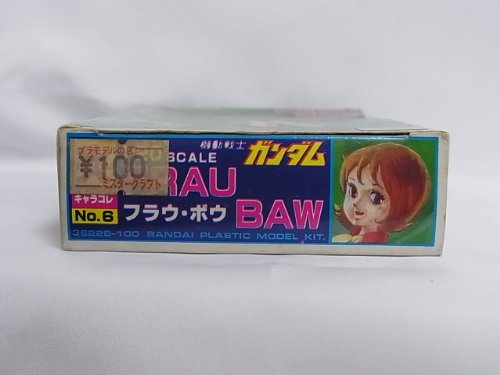 プラモデルの店
¥100
ミスタークラフト
SCALE
機動戦士
ガンダム
RAU
キャラコレ
No.6
フラウ・ボウ
BAW
36228-100 BANDAI PLASTIC MODEL KIT.